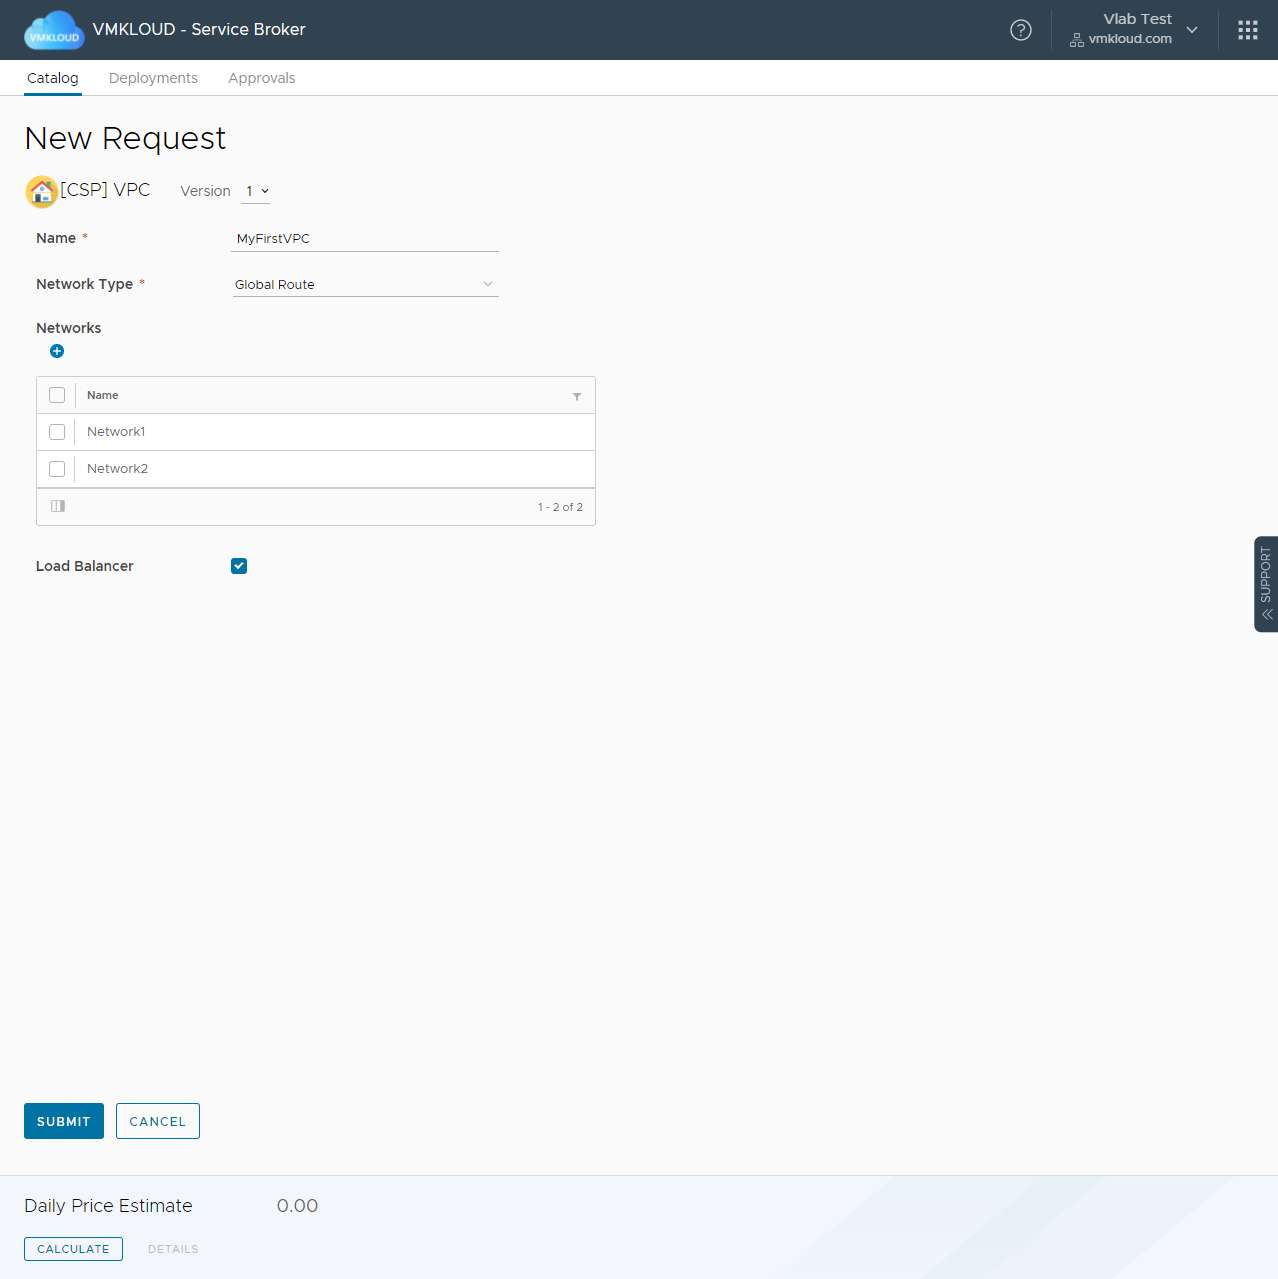 VMKLOUD
VMKLOUD - Service Broker
?
Vlab Test
vmkloud.com
Catalog Deployments Approvals
New Request
[CSP] VPC Version 1
Name * MyFirstVPC
Network Type * Global Route
Networks
Name
Network1
Network2
1 - 2 of 2
Load Balancer
SUPPORT
SUBMIT CANCEL
Daily Price Estimate 0.00
CALCULATE DETAILS